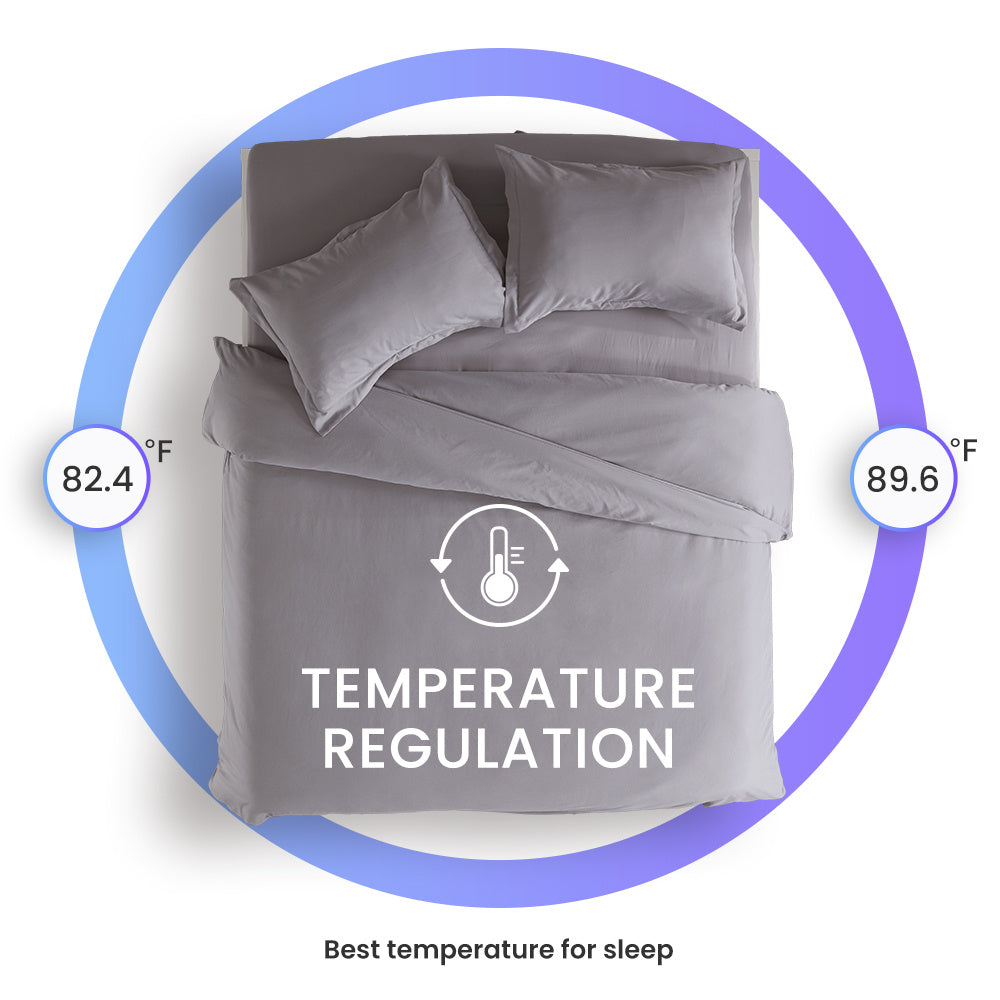 82.4 °F
89.6 °F
TEMPERATURE
REGULATION
Best temperature for sleep